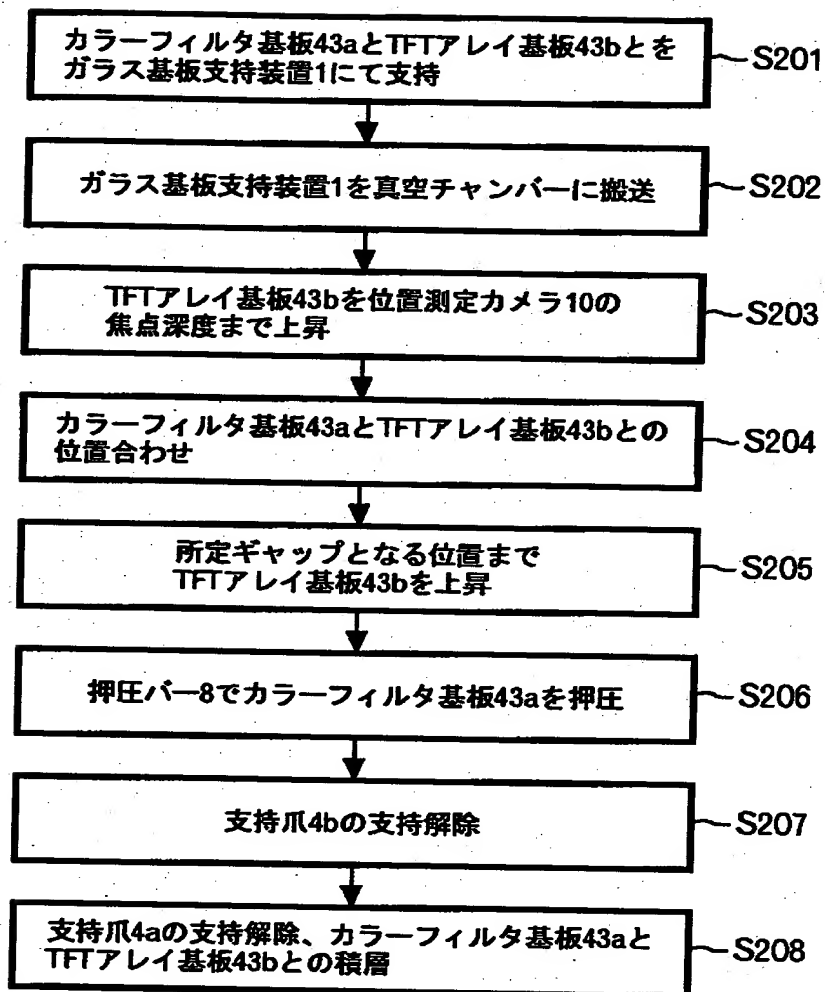 カラーフィルタ基板43aとTFTアレイ基板43bとを
ガラス基板支持装置1にて支持
S201
ガラス基板支持装置1を真空チャンバーに搬送
S202
TFTアレイ基板43bを位置測定カメラ10の
焦点深度まで上昇
S203
カラーフィルタ基板43aとTFTアレイ基板43bとの
位置合わせ
S204
所定ギャップとなる位置まで
TFTアレイ基板43bを上昇
S205
押圧バー8でカラーフィルタ基板43aを押圧
S206
支持爪4bの支持解除
S207
支持爪4aの支持解除、カラーフィルタ基板43aと
TFTアレイ基板43bとの積層
S208